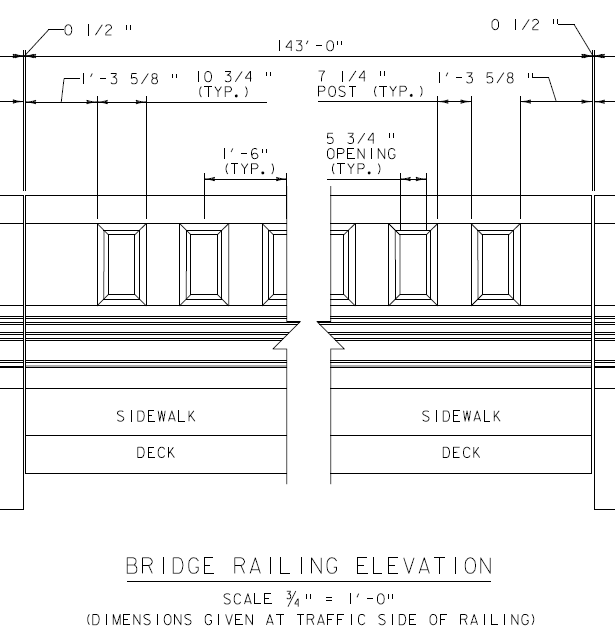 0 1/2 "
0 1/2 "
143'-0"
1'-3 5/8 "
10 3/4 "
(TYP.)
7 1/4 "
POST (TYP.)
1'-3 5/8 "
1'-6"
(TYP.)
5 3/4 "
OPENING
(TYP.)
SIDEWALK
SIDEWALK
DECK
DECK
BRIDGE RAILING ELEVATION
SCALE ¾" = 1'-0"
(DIMENSIONS GIVEN AT TRAFFIC SIDE OF RAILING)